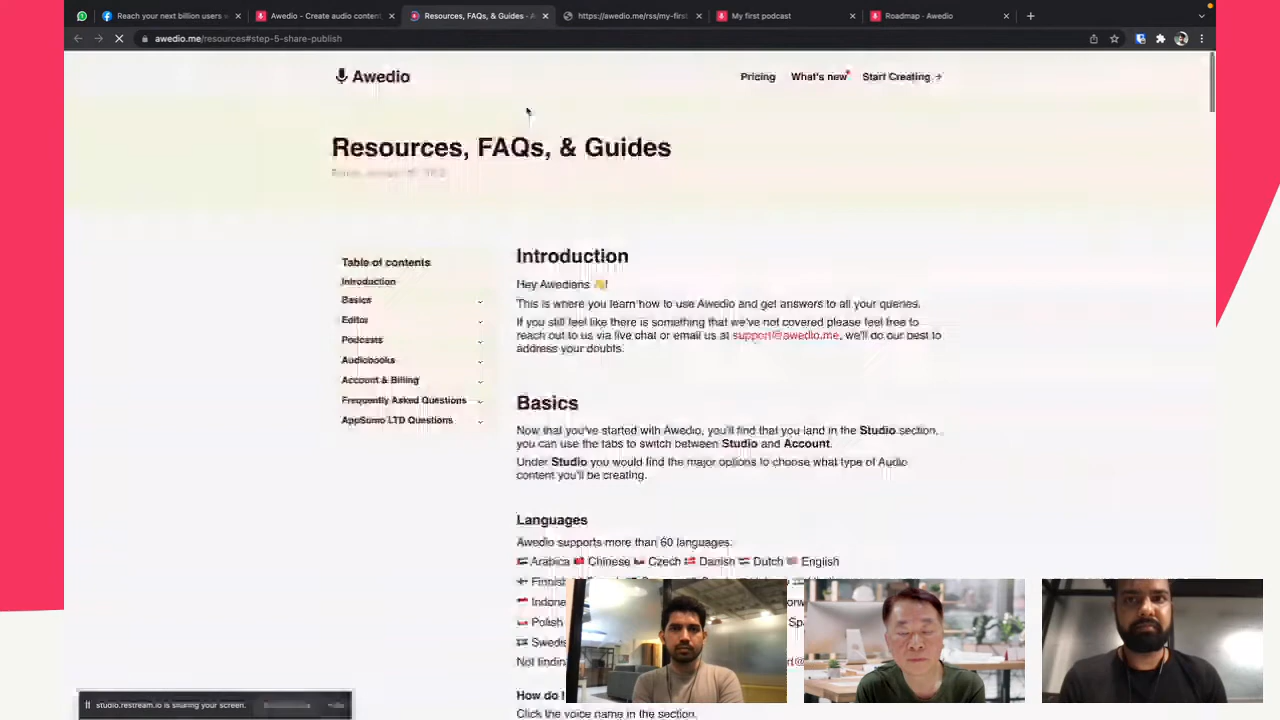 Reach your next billion users w
Awedio - Create audio content
Resources, FAQs, & Guides - A
https://awedio.me/rss/my-first
My first podcast
Roadmap - Awedio
awedio.me/resources#step-5-share-publish
Awedio
Pricing
What's new
Start Creating →
Resources, FAQs, & Guides
Table of contents
Introduction
Basics
Editor
Podcasts
Audiobooks
Account & Billing
Frequently Asked Questions
AppSumo LTD Questions
Introduction
Hey Awedians 👋!
This is where you learn how to use Awedio and get answers to all your queries.
If you still feel like there is something that we've not covered please feel free to
reach out to us via live chat or email us at support@awedio.me, we'll do our best to
address your doubts.
Basics
Now that you've started with Awedio, you'll find that you land in the Studio section,
you can use the tabs to switch between Studio and Account.
Under Studio you would find the major options to choose what type of Audio
content you'll be creating.
Languages
Awedio supports more than 60 languages:
Arabica Chinese Czech Danish Dutch English
Finnish
Indone
Polish
Swedis
Not findin
How do I
Click the voice name in the section.
studio.restream.io is sharing your screen.